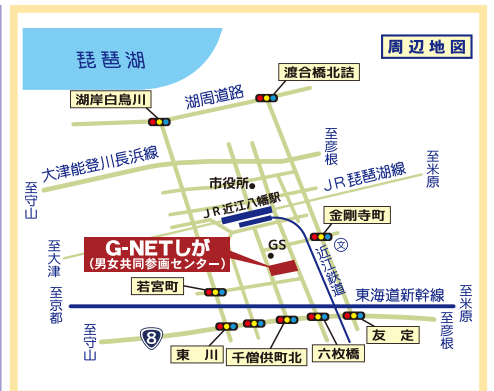 周辺地図
琵琶湖
渡合橋北詰
湖岸白鳥川
湖周道路
大津能登川長浜線
至彦根
至守山
市役所
JR琵琶湖線
至米原
JR近江八幡駅
金剛寺町
文
至大津
G-NETしが
(男女共同参画センター)
GS
近江鉄道
若宮町
東海道新幹線
至京都
至米原
至守山
8
至彦根
東川
千僧供町北
六枚橋
友定